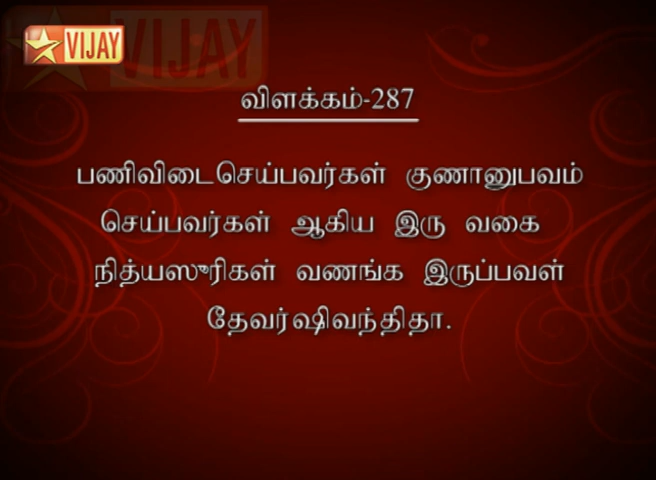 VIJAY
விளக்கம்-287
பணிவிடைசெய்பவர்கள் குணானுபவம்
செய்பவர்கள் ஆகிய இரு வகை
நித்யஸுரிகள் வணங்க இருப்பவள்
தேவர்ஷிவந்திதா.